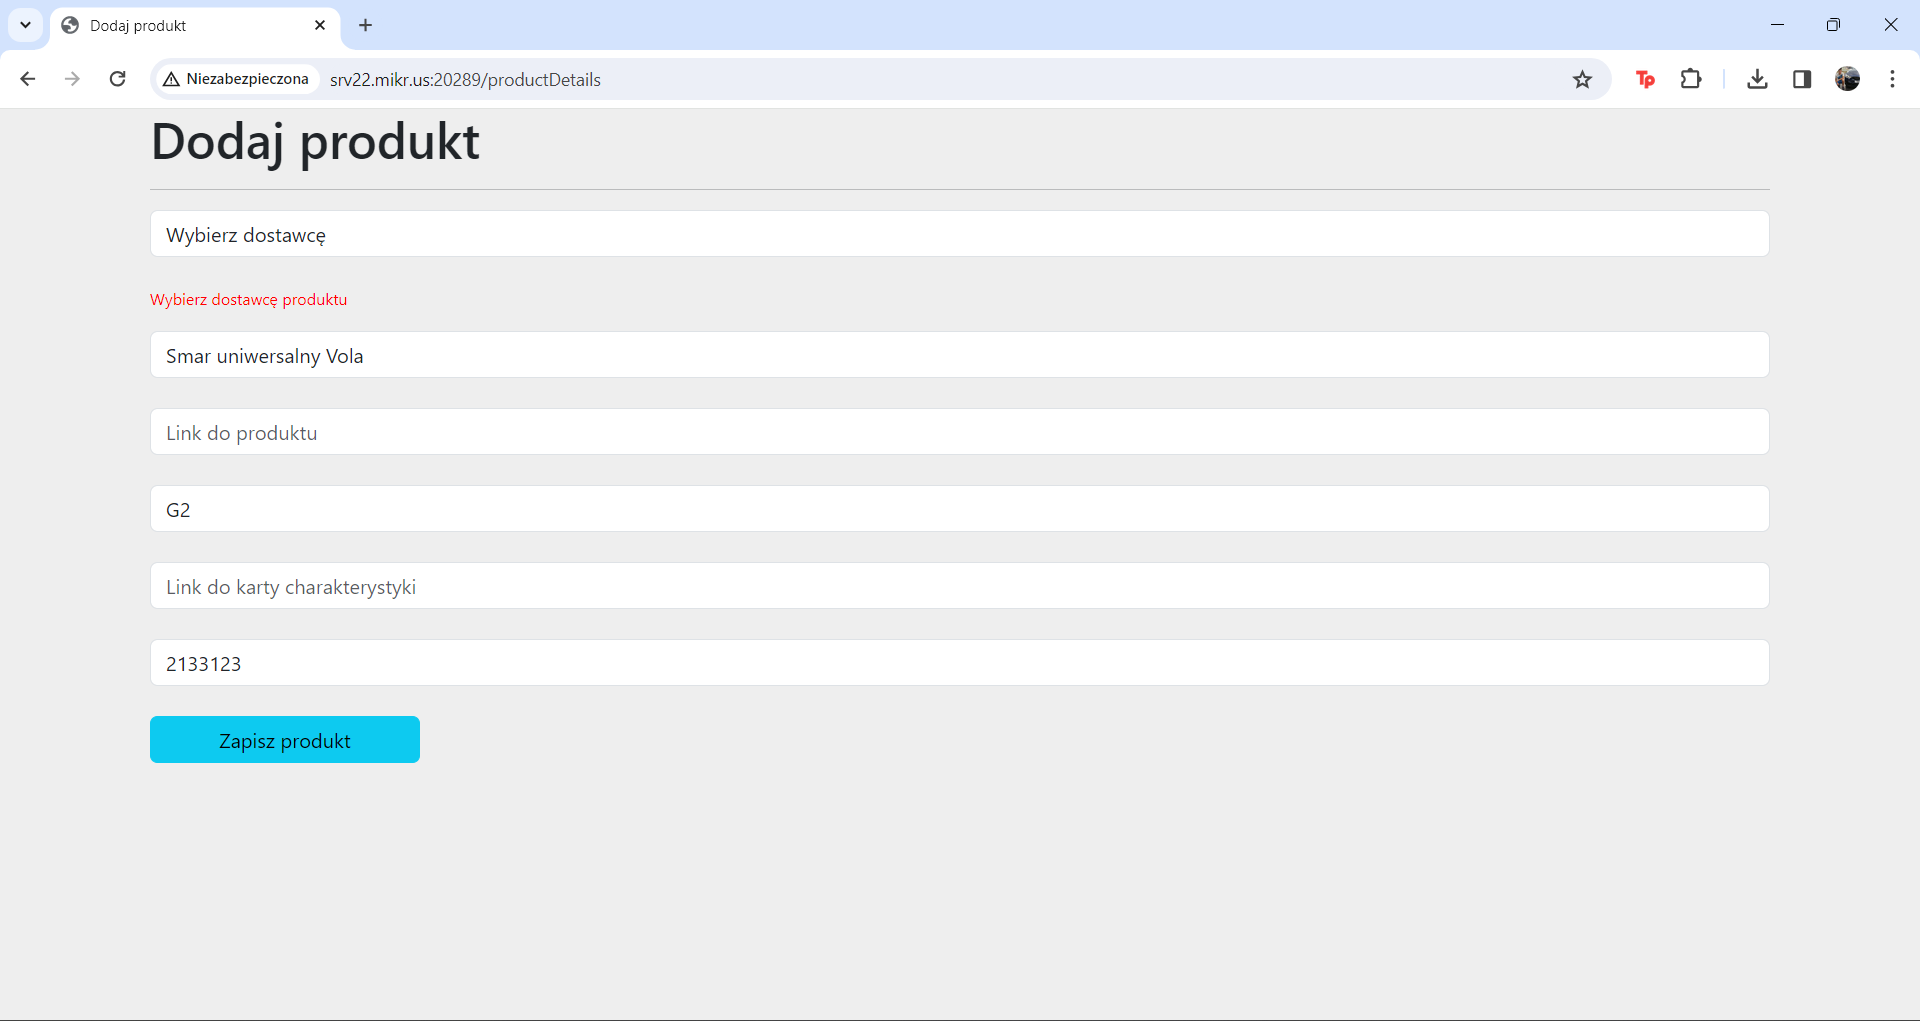 Dodaj produkt
Niezabezpieczona srv22.mikr.us:20289/productDetails
Tp
Dodaj produkt
Wybierz dostawcę
Wybierz dostawcę produktu
Smar uniwersalny Vola
Link do produktu
G2
Link do karty charakterystyki
2133123
Zapisz produkt